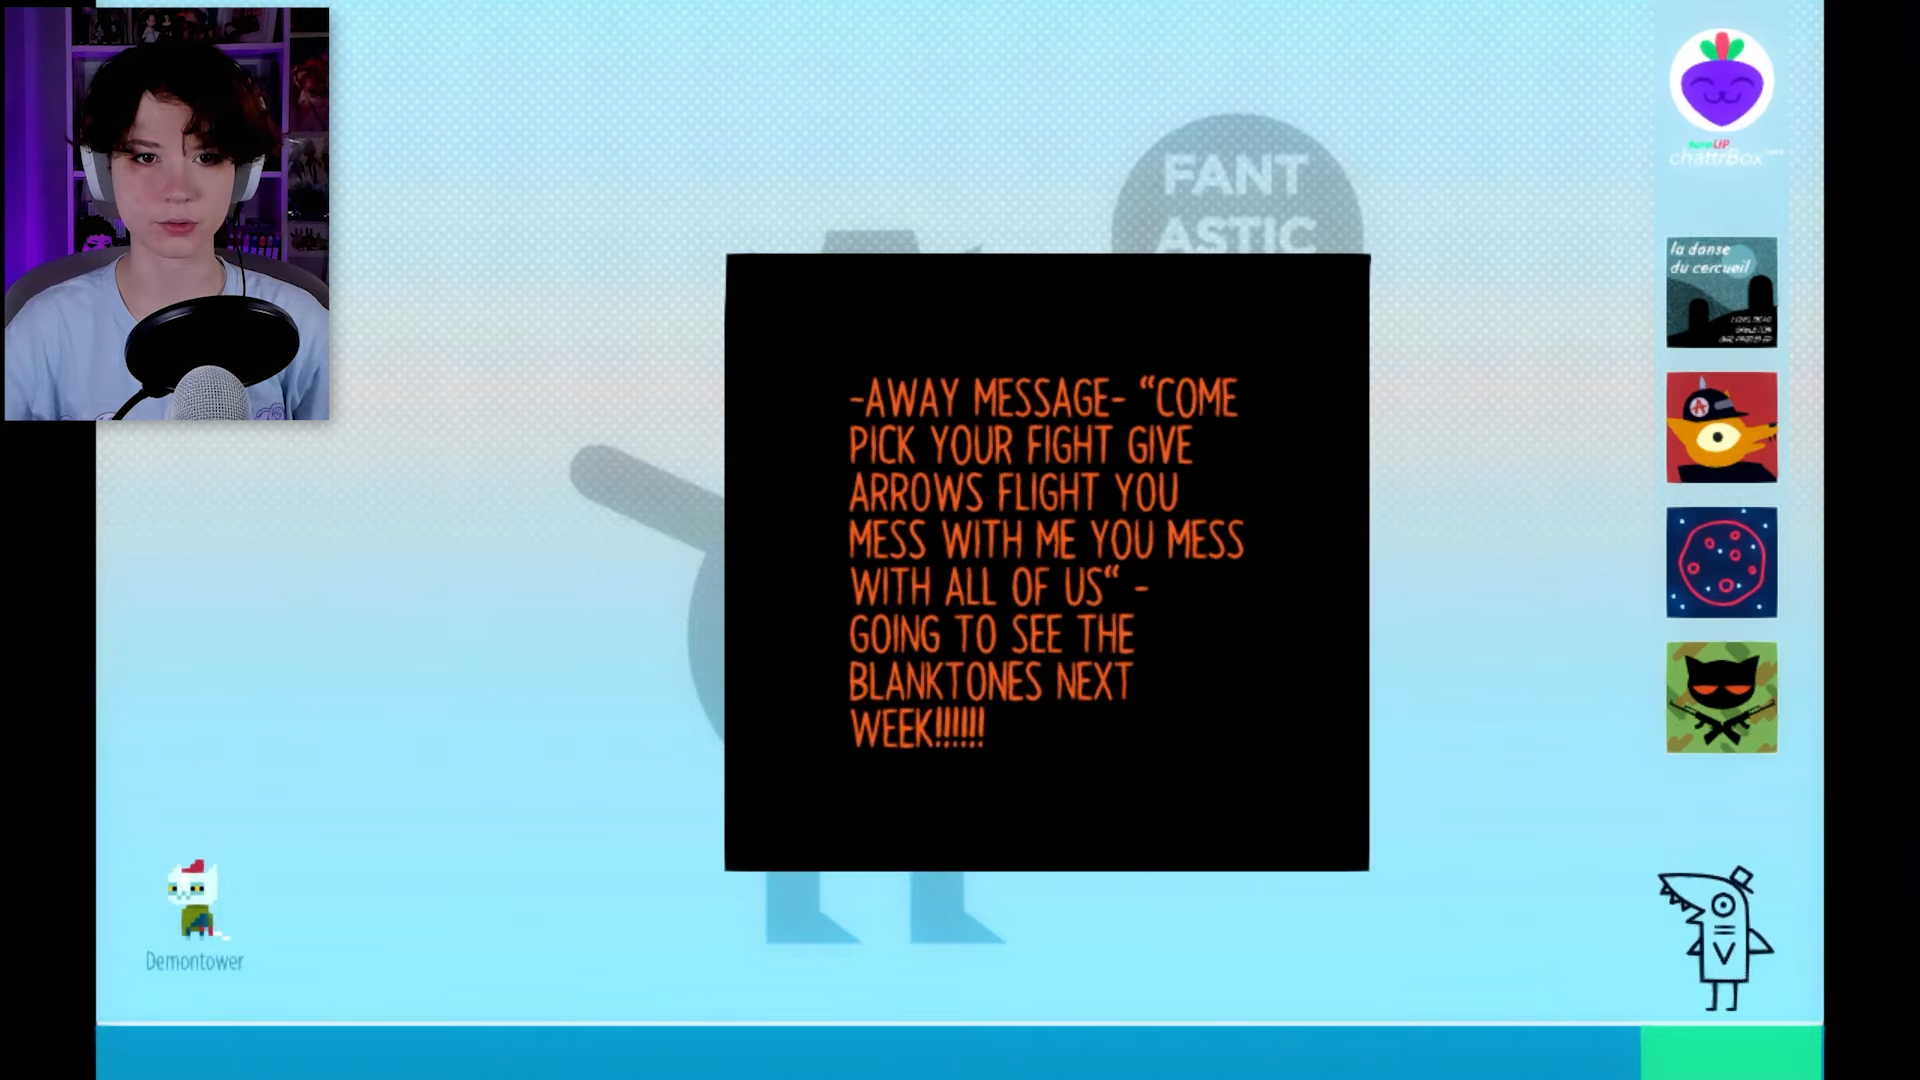 FANT
ASTIC
turnUP
chattrBox
la danse
du cercueil
A
-AWAY MESSAGE- “COME
PICK YOUR FIGHT GIVE
ARROWS FLIGHT YOU
MESS WITH ME YOU MESS
WITH ALL OF US“ -
GOING TO SEE THE
BLANKTONES NEXT
WEEK!!!!!!
Demontower